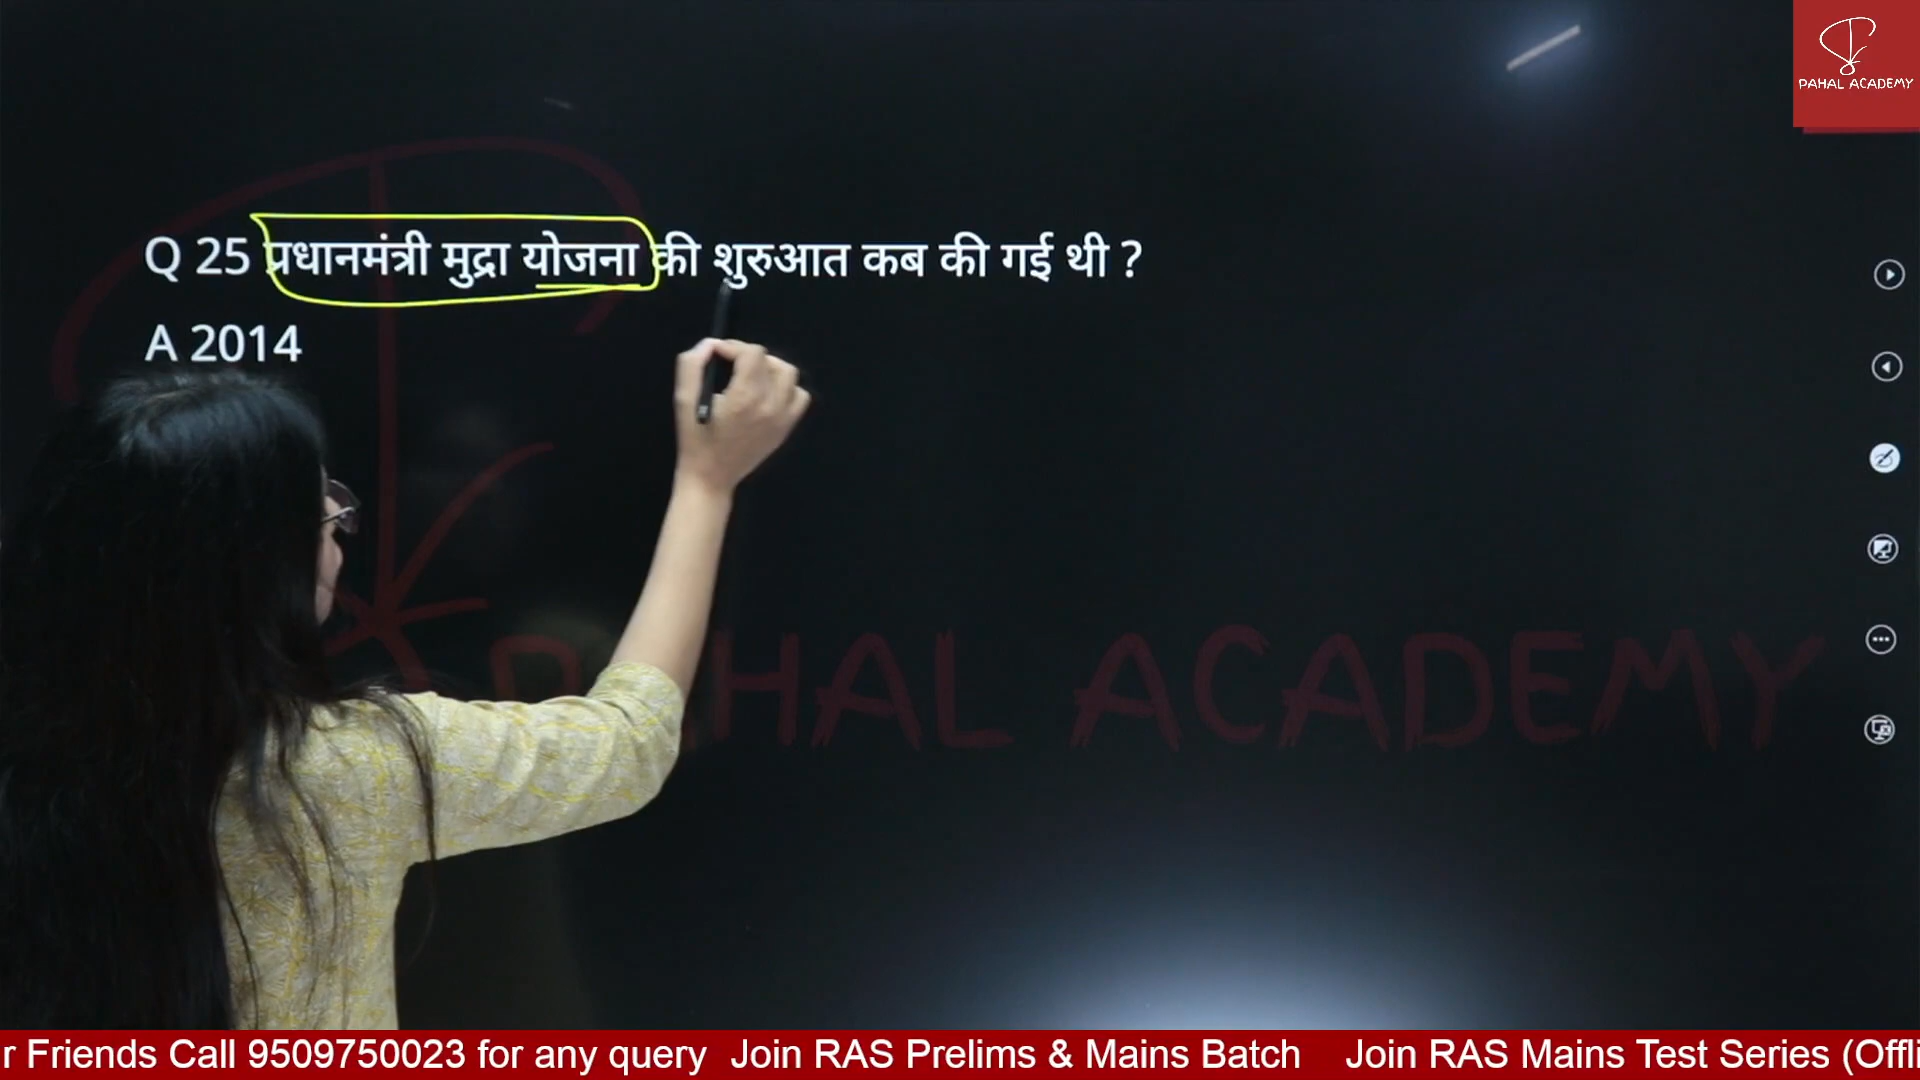 PAHAL ACADEMY
Q 25 प्रधानमंत्री मुद्रा योजना की शुरुआत कब की गई थी ?
A 2014
PAHAL ACADEMY
r Friends Call 9509750023 for any query Join RAS Prelims & Mains Batch Join RAS Mains Test Series (Offli